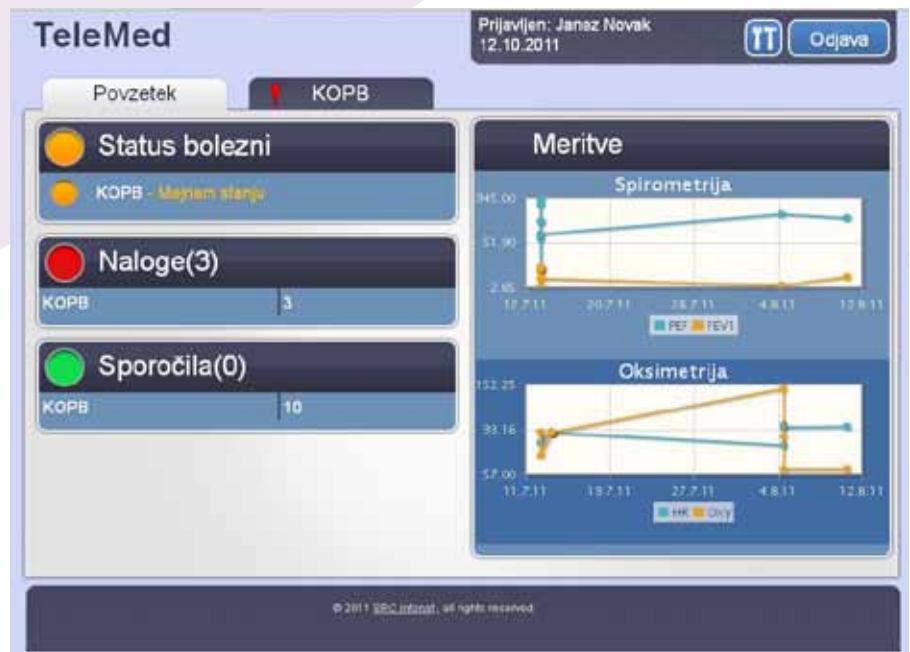 TeleMed
Prijavljen: Janez Novak
12.10.2011
Odjava
Povzetek
KOPB
Status bolezni
KOPB - Mejnem stanju
Naloge(3)
KOPB 3
Sporočila(0)
KOPB 10
Meritve
Spirometrija
945.00
51.90
2.65
12.7.11 20.7.11 28.7.11 4.8.11 12.8.11
PEF FEV1
Oksimetrija
152.25
93.16
57.00
11.7.11 19.7.11 27.7.11 4.8.11 12.8.11
HR Oxy
© 2011 SRC Infonet, all rights reserved